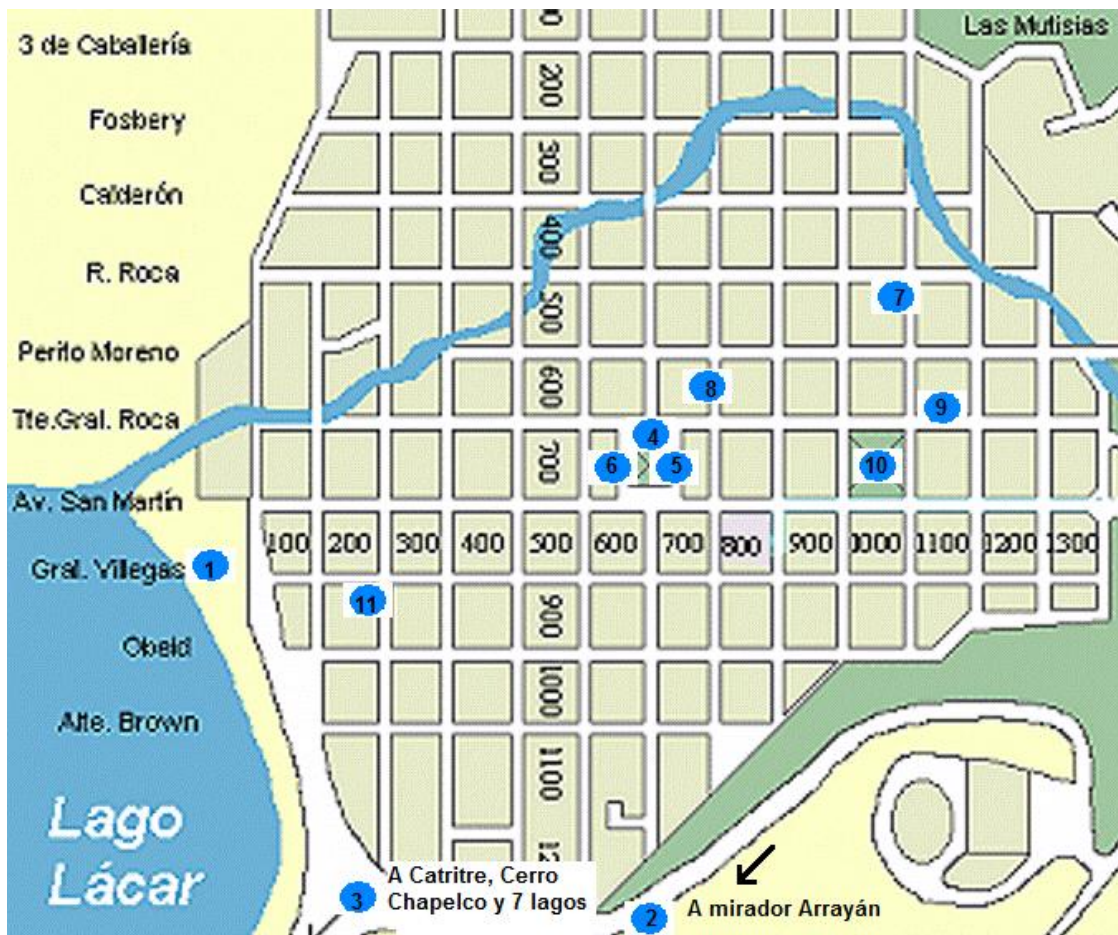 Las Mutisias
3 de Caballería
200
Fosbery
300
Calderón
400
R. Roca
500
7
Perito Moreno
600
8
Tte.Gral. Roca
9
4
700
6
5
10
Av. San Martín
100 200 300 400 500 600 700 800 900 1000 1100 1200 1300
Gral. Villegas
1
11
900
Obeid
1000
Alte. Brown
1100
Lago
Lácar
3
A Catritre, Cerro
Chapelco y 7 lagos
2
A mirador Arrayán